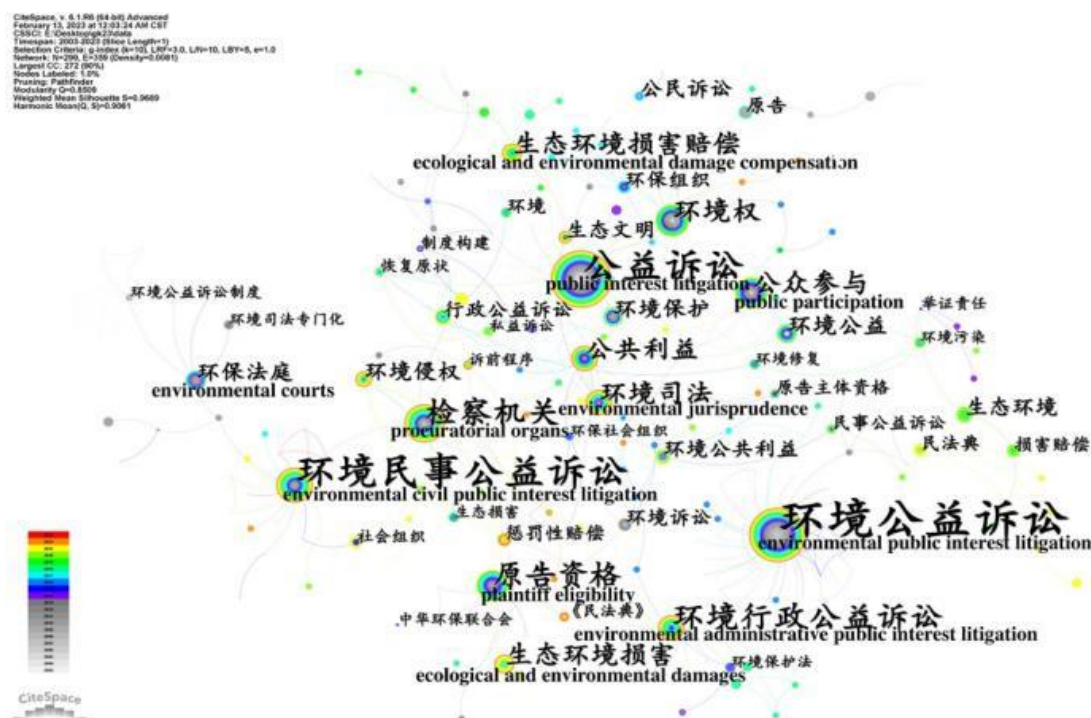 CiteSpace, v. 6.1.R6 (64-bit) Advanced
February 13, 2023 at 12:03:24 AM CST
CSSCI: E:\Desktop\gk23\data
Timespan: 2003-2023 (Slice Length=1)
Selection Criteria: g-index (k=10), LRF=3.0, L/N=10, LBY=5, e=1.0
Network: N=299, E=359 (Density=0.0081)
Largest CC: 272 (90%)
Nodes Labeled: 1.0%
Pruning: Pathfinder
Modularity Q=0.8509
Weighted Mean Silhouette S=0.9689
Harmonic Mean(Q, S)=0.9061
公民诉讼
原告
生态环境损害赔偿
ecological and environmental damage compensation
环保组织
环境
环境权
生态文明
制度构建
公益诉讼
public interest litigation
恢复原状
公众参与
public participation
环境公益诉讼制度
行政公益诉讼
环境保护
举证责任
环境司法专门化
私益诉讼
环境公益
环境污染
诉前程序
公共利益
环境修复
环保法庭
environmental courts
环境侵权
环境司法
environmental jurisprudence
原告主体资格
检察机关
procuratorial organs
环保社会组织
民事公益诉讼
生态环境
环境公共利益
民法典
损害赔偿
环境民事公益诉讼
environmental civil public interest litigation
生态损害
环境诉讼
环境公益诉讼
environmental public interest litigation
社会组织
惩罚性赔偿
原告资格
plaintiff eligibility
中华环保联合会
《民法典》
环境行政公益诉讼
environmental administrative public interest litigation
生态环境损害
ecological and environmental damages
环境保护法
CiteSpace